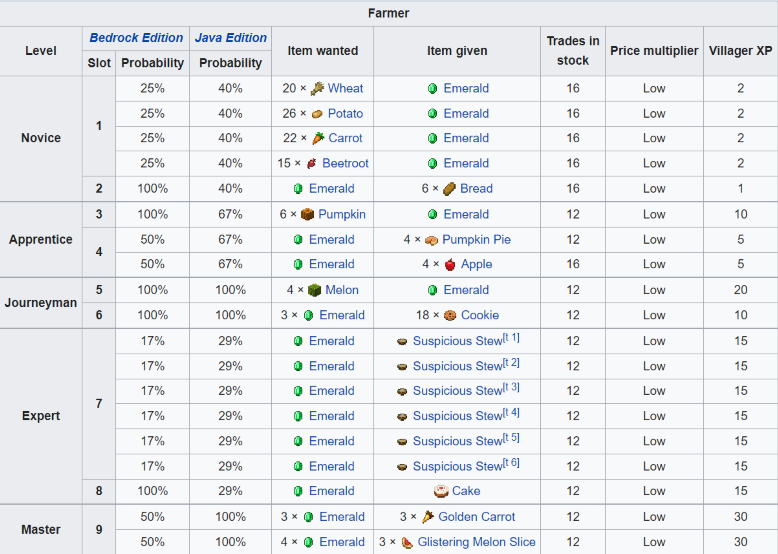 Farmer
Level Bedrock Edition Java Edition Item wanted Item given Trades in stock Price multiplier Villager XP
Slot Probability Probability
Novice 1 25% 40% 20 × Wheat Emerald 16 Low 2
25% 40% 26 × Potato Emerald 16 Low 2
25% 40% 22 × Carrot Emerald 16 Low 2
25% 40% 15 × Beetroot Emerald 16 Low 2
2 100% 40% Emerald 6 × Bread 16 Low 1
Apprentice 3 100% 67% 6 × Pumpkin Emerald 12 Low 10
4 50% 67% Emerald 4 × Pumpkin Pie 12 Low 5
50% 67% Emerald 4 × Apple 16 Low 5
Journeyman 5 100% 100% 4 × Melon Emerald 12 Low 20
6 100% 100% 3 × Emerald 18 × Cookie 12 Low 10
Expert 7 17% 29% Emerald Suspicious Stew[t 1] 12 Low 15
17% 29% Emerald Suspicious Stew[t 2] 12 Low 15
17% 29% Emerald Suspicious Stew[t 3] 12 Low 15
17% 29% Emerald Suspicious Stew[t 4] 12 Low 15
17% 29% Emerald Suspicious Stew[t 5] 12 Low 15
17% 29% Emerald Suspicious Stew[t 6] 12 Low 15
8 100% 29% Emerald Cake 12 Low 15
Master 9 50% 100% 3 × Emerald 3 × Golden Carrot 12 Low 30
50% 100% 4 × Emerald 3 × Glistering Melon Slice 12 Low 30